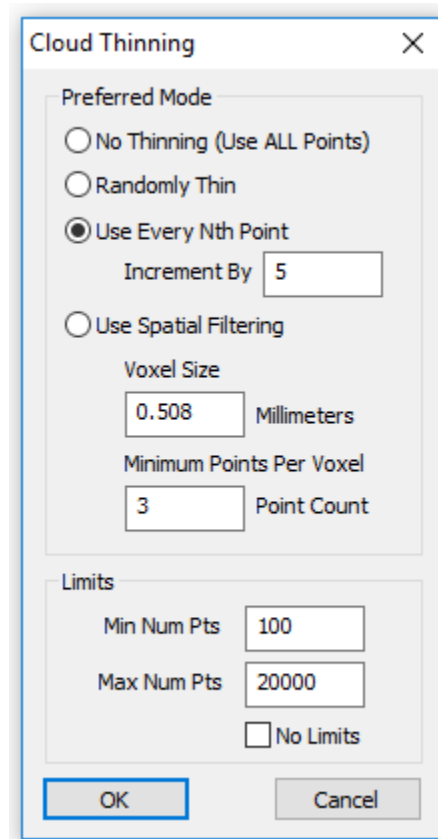 Cloud Thinning
Preferred Mode
No Thinning (Use ALL Points)
Randomly Thin
Use Every Nth Point
Increment By 5
Use Spatial Filtering
Voxel Size
0.508 Millimeters
Minimum Points Per Voxel
3 Point Count
Limits
Min Num Pts 100
Max Num Pts 20000
No Limits
OK Cancel